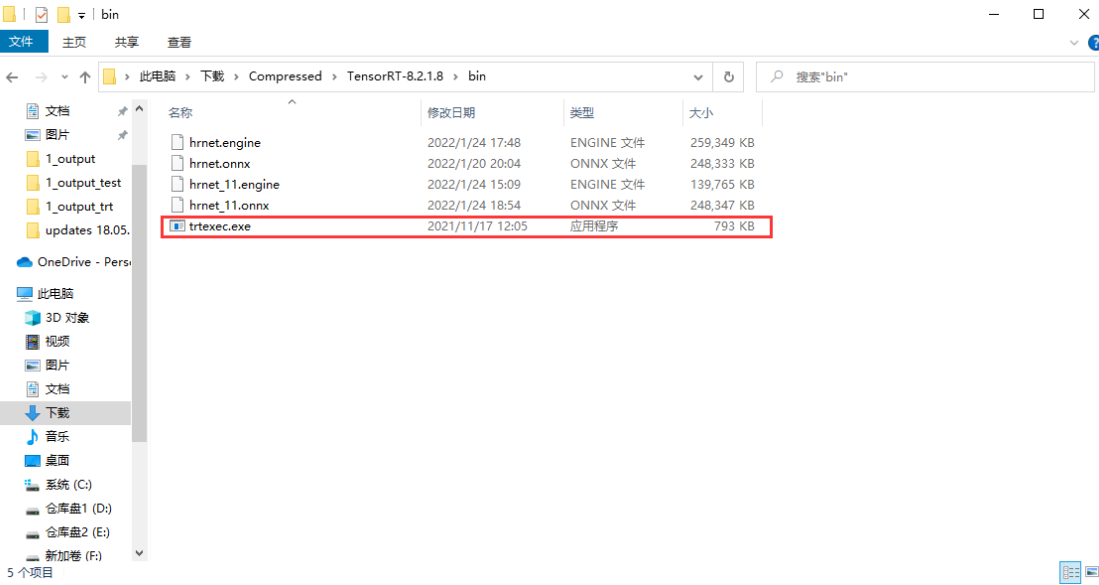 bin
文件 主页 共享 查看
此电脑 › 下载 › Compressed › TensorRT-8.2.1.8 › bin
搜索"bin"
文档
图片
1_output
1_output_test
1_output_trt
updates 18.05.
OneDrive - Pers
此电脑
3D 对象
视频
图片
文档
下载
音乐
桌面
系统 (C:)
仓库盘1 (D:)
仓库盘2 (E:)
新加卷 (F:)
名称 修改日期 类型 大小
hrnet.engine 2022/1/24 17:48 ENGINE 文件 259,349 KB
hrnet.onnx 2022/1/20 20:04 ONNX 文件 248,333 KB
hrnet_11.engine 2022/1/24 15:09 ENGINE 文件 139,765 KB
hrnet_11.onnx 2022/1/24 18:54 ONNX 文件 248,347 KB
trtexec.exe 2021/11/17 12:05 应用程序 793 KB
5 个项目